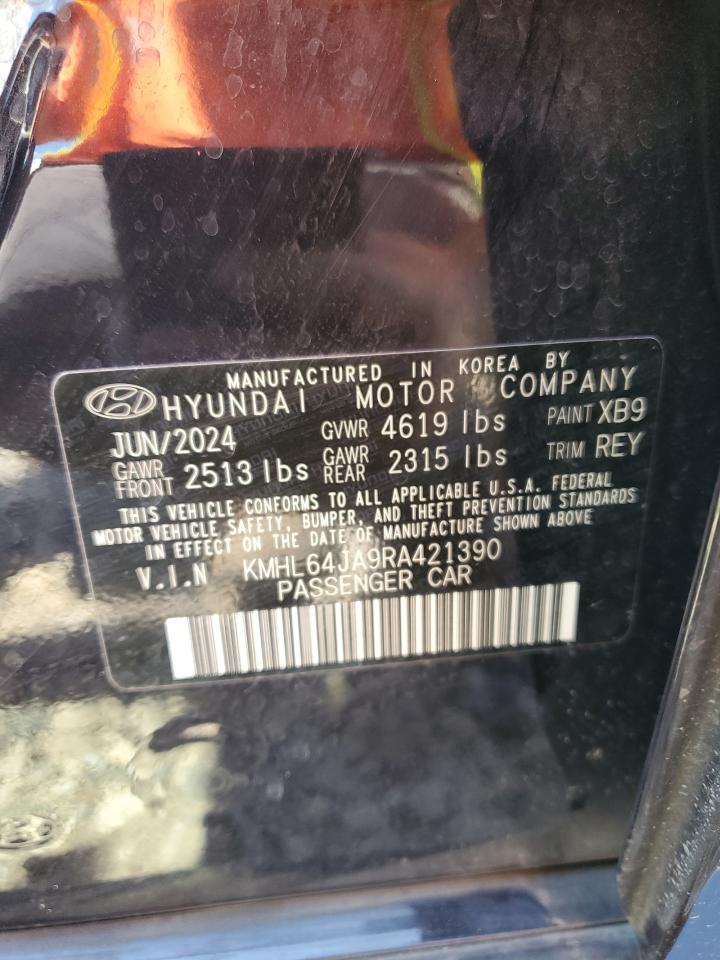 MANUFACTURED IN KOREA BY
HYUNDAI MOTOR COMPANY
JUN/2024 GVWR 4619 lbs PAINT XB9
GAWR FRONT 2513 lbs GAWR REAR 2315 lbs TRIM REY
THIS VEHICLE CONFORMS TO ALL APPLICABLE U.S.A. FEDERAL
MOTOR VEHICLE SAFETY, BUMPER, AND THEFT PREVENTION STANDARDS
IN EFFECT ON THE DATE OF MANUFACTURE SHOWN ABOVE
V.I.N KMHL64JA9RA421390
PASSENGER CAR